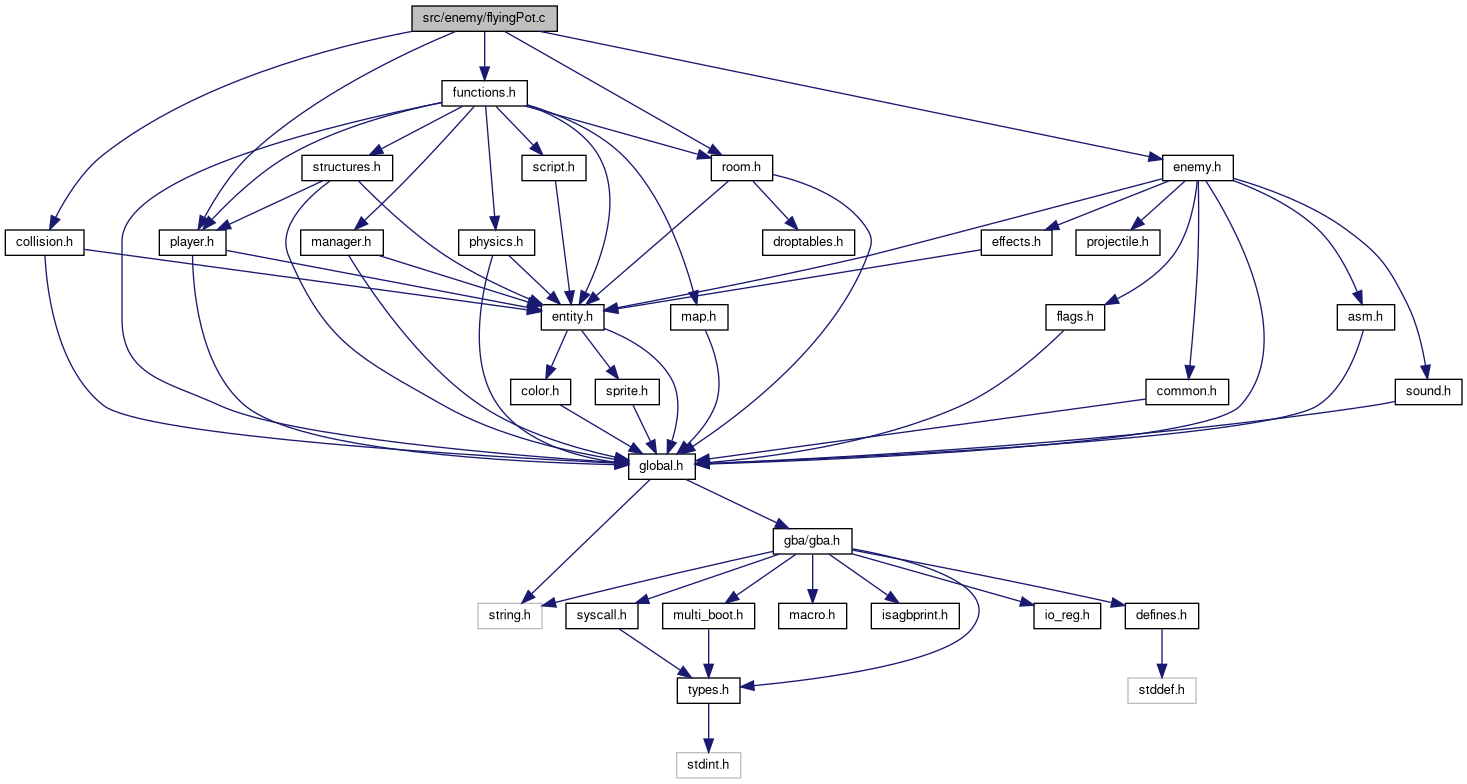 src/enemy/flyingPot.c
functions.h
structures.h
script.h
room.h
enemy.h
collision.h
player.h
manager.h
physics.h
droptables.h
effects.h
projectile.h
entity.h
map.h
flags.h
asm.h
color.h
sprite.h
common.h
sound.h
global.h
gba/gba.h
string.h
syscall.h
multi_boot.h
macro.h
isagbprint.h
io_reg.h
defines.h
types.h
stddef.h
stdint.h